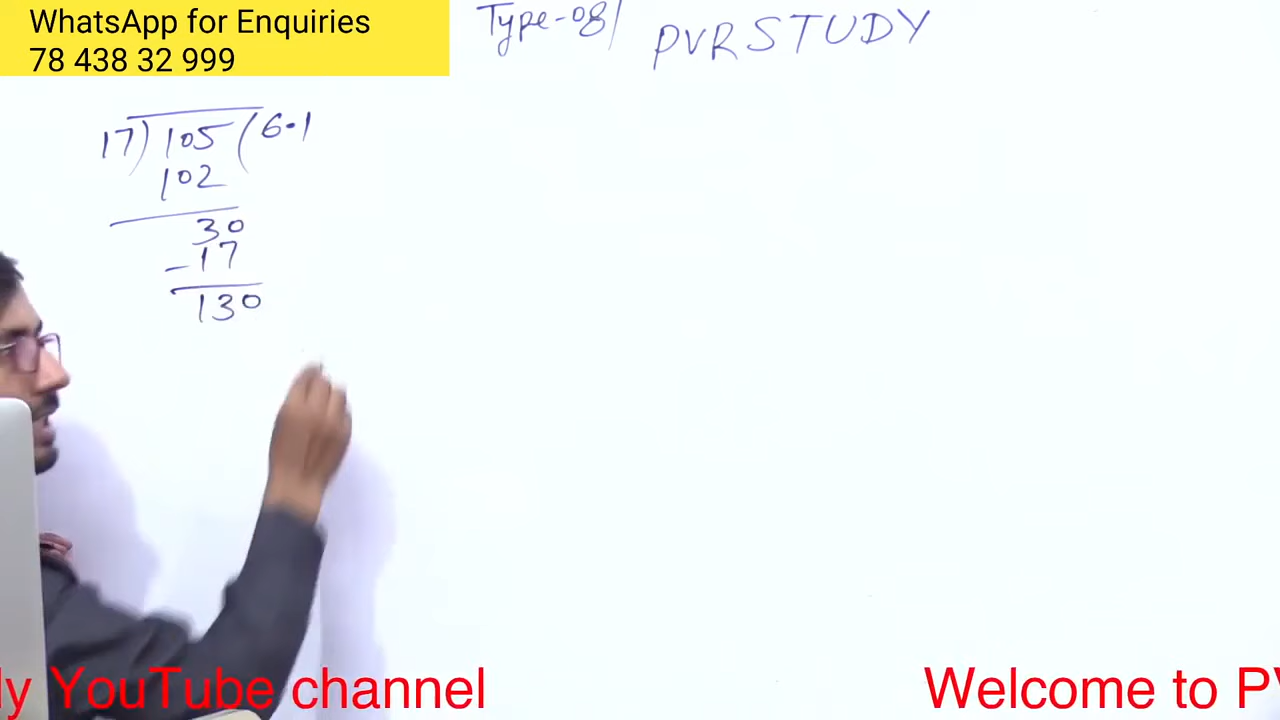 WhatsApp for Enquiries
78 438 32 999
Type-08/ PVRSTUDY
17)105(6.1
102
30
-17
130
ly YouTube channel
Welcome to PV